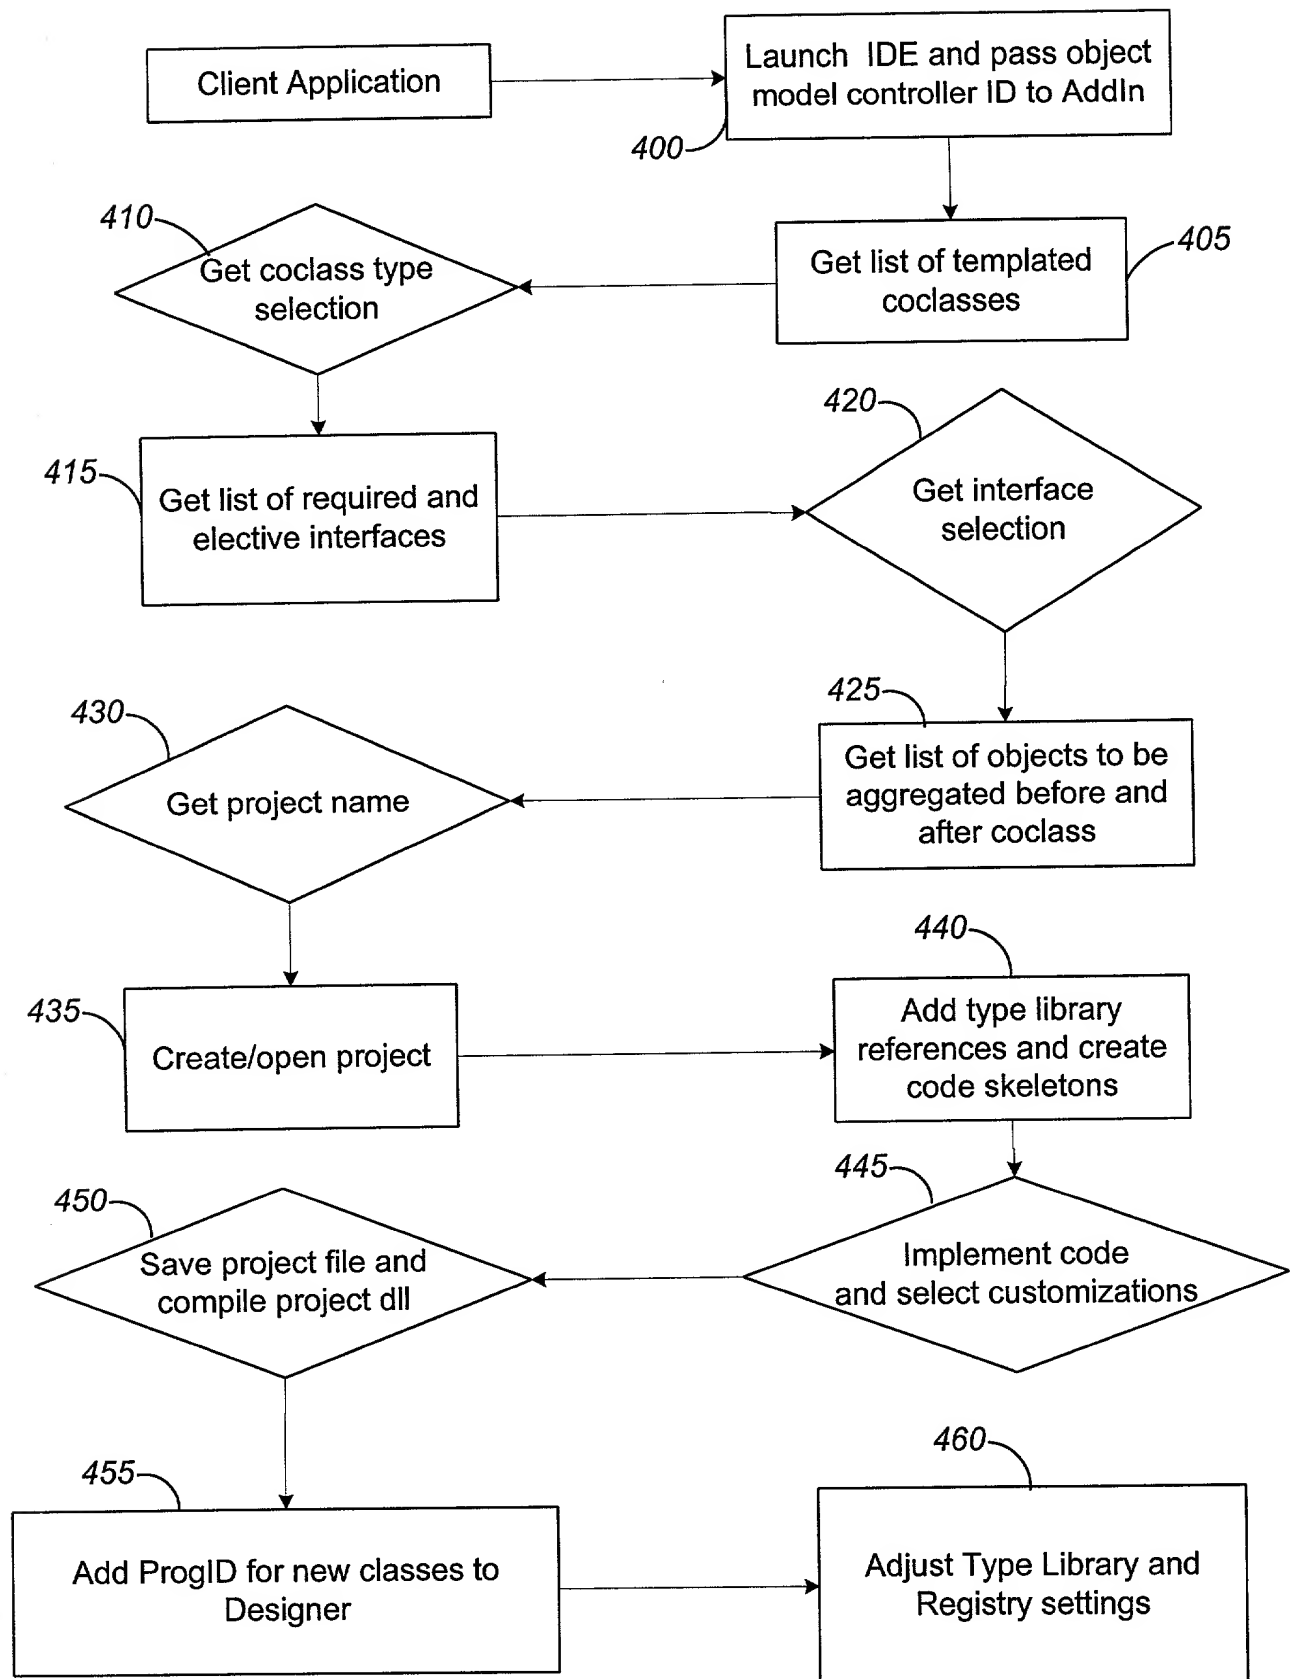 Client Application
Launch IDE and pass object
model controller ID to AddIn
400
410
Get coclass type
selection
Get list of templated
coclasses
405
415
Get list of required and
elective interfaces
420
Get interface
selection
425
Get list of objects to be
aggregated before and
after coclass
430
Get project name
435
Create/open project
440
Add type library
references and create
code skeletons
445
Implement code
and select customizations
450
Save project file and
compile project dll
455
Add ProgID for new classes to
Designer
460
Adjust Type Library and
Registry settings